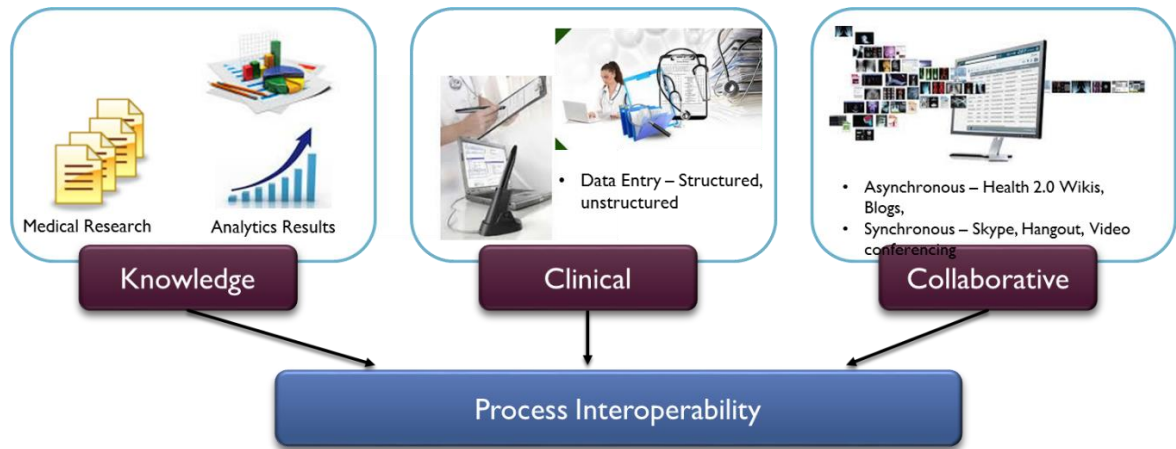 Medical Research
Analytics Results
Knowledge
• Data Entry – Structured,
unstructured
Clinical
• Asynchronous – Health 2.0 Wikis,
Blogs,
• Synchronous – Skype, Hangout, Video
conferencing
Collaborative
Process Interoperability